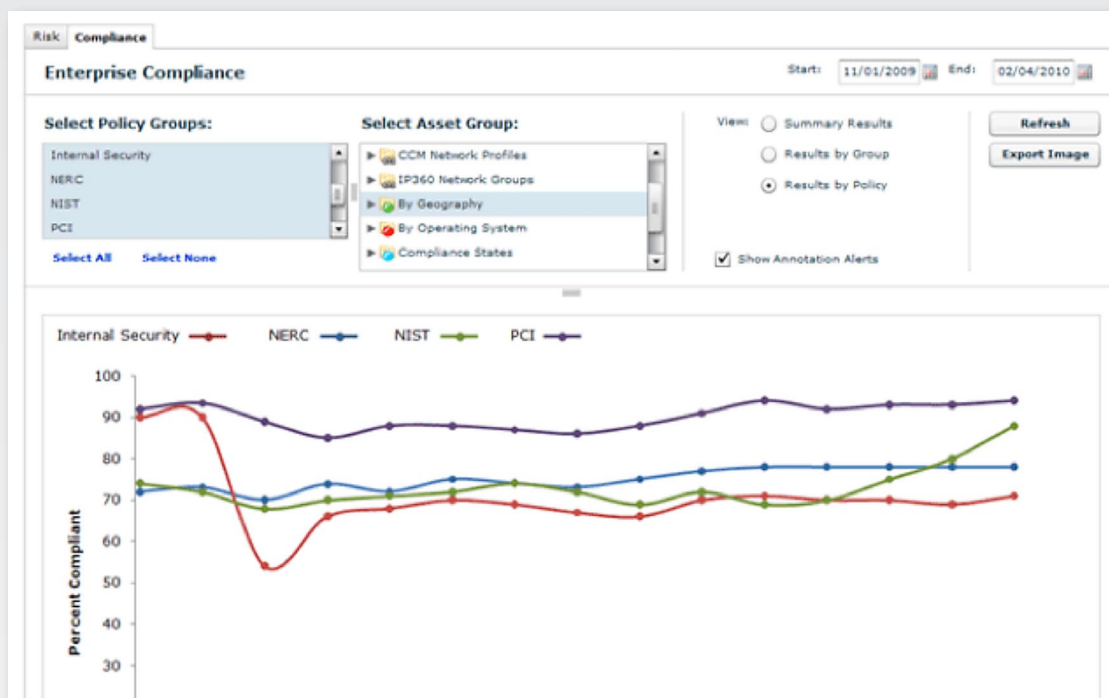 Risk Compliance
Enterprise Compliance
Start: 11/01/2009 End: 02/04/2010
Select Policy Groups:
Internal Security
NERC
NIST
PCI
Select All Select None
Select Asset Group:
CCM Network Profiles
IP360 Network Groups
By Geography
By Operating System
Compliance States
View: Summary Results
Results by Group
Results by Policy
Show Annotation Alerts
Refresh
Export Image
Internal Security NERC NIST PCI
Percent Compliant
100
90
80
70
60
50
40
30